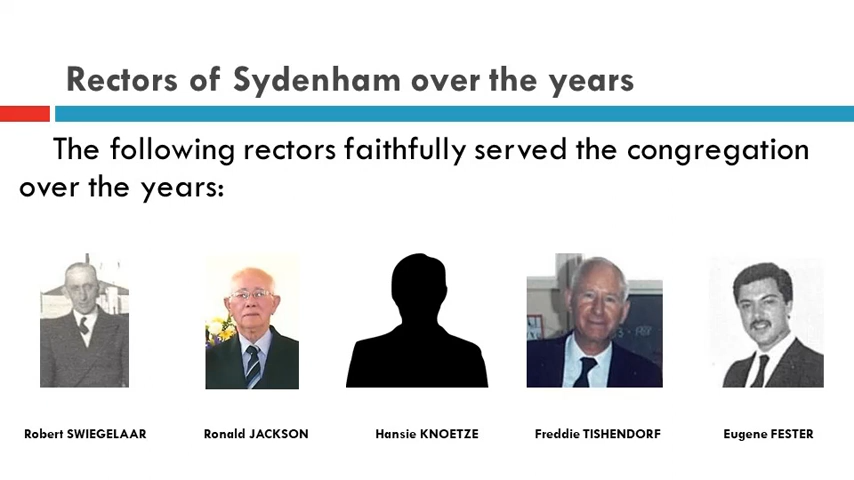 Rectors of Sydenham over the years
The following rectors faithfully served the congregation
over the years:
Robert SWIEGELAAR
Ronald JACKSON
Hansie KNOETZE
Freddie TISHENDORF
Eugene FESTER